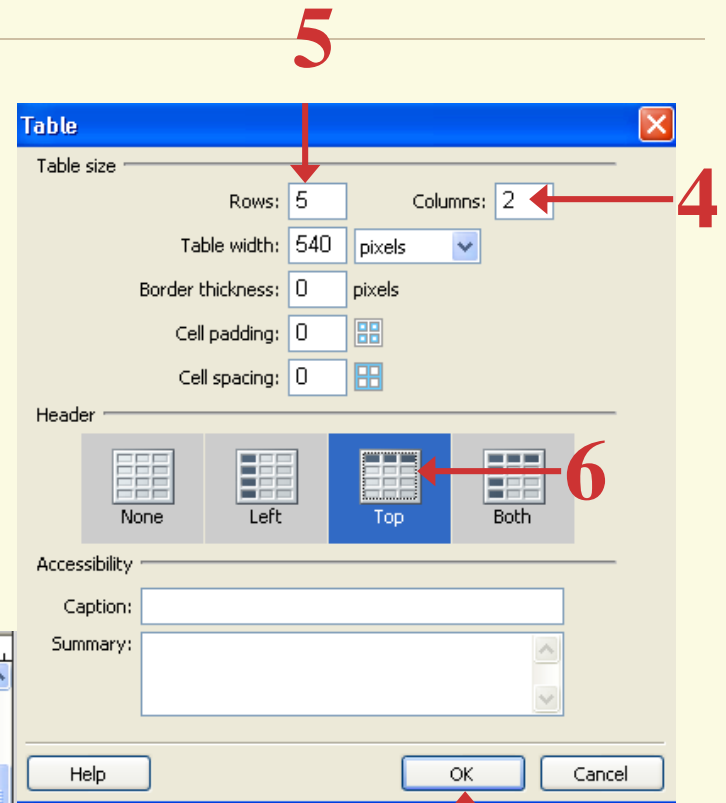 5
Table
Table size
Rows: 5 Columns: 2 4
Table width: 540 pixels
Border thickness: 0 pixels
Cell padding: 0
Cell spacing: 0
Header
6
None Left Top Both
Accessibility
Caption:
Summary:
Help OK Cancel